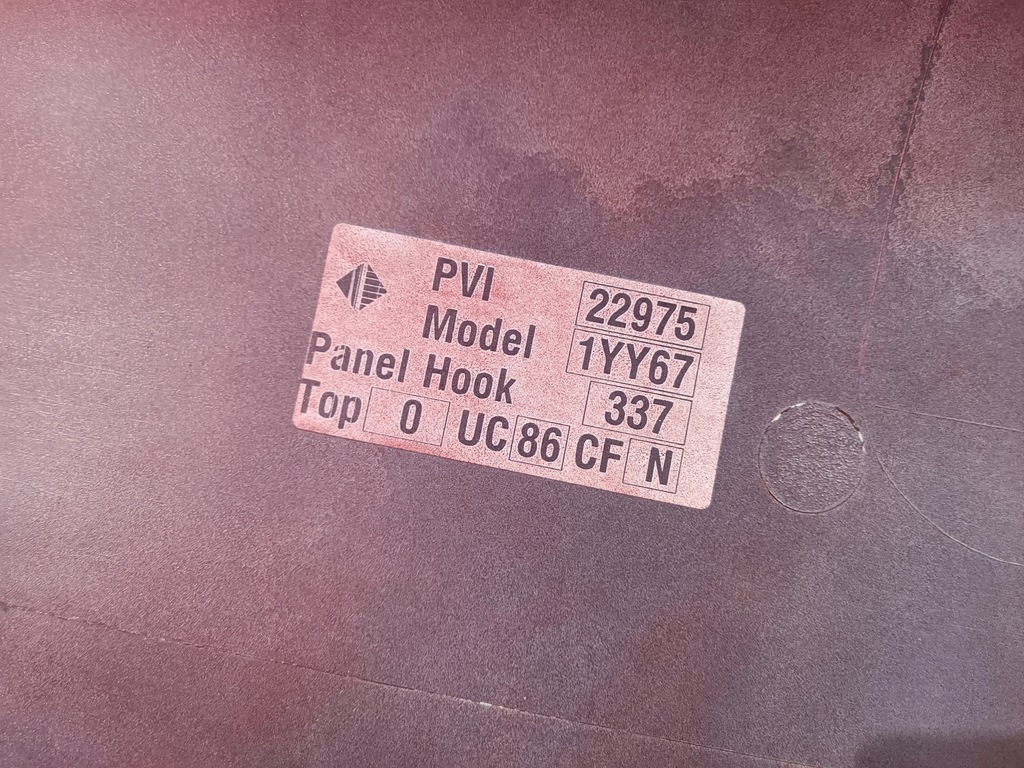 PVI 22975
Model 1YY67
Panel Hook 337
Top 0 UC 86 CF N